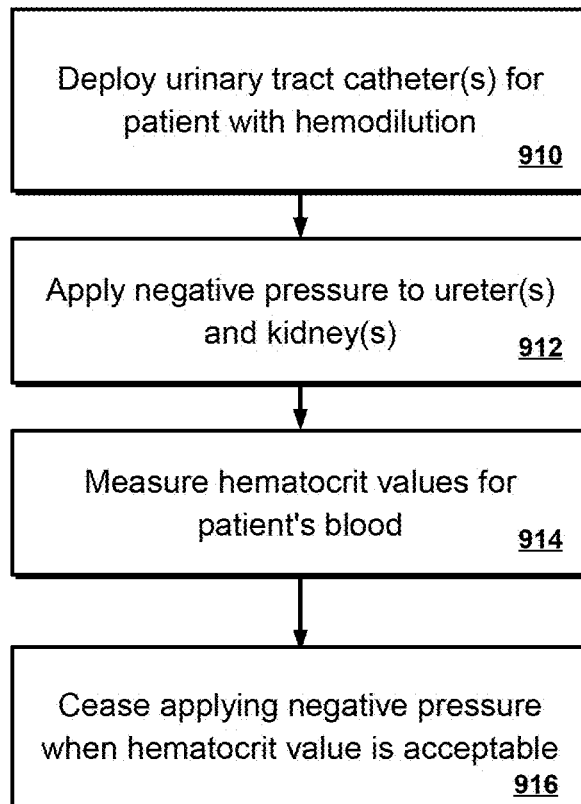 Deploy urinary tract catheter(s) for
patient with hemodilution
910
Apply negative pressure to ureter(s)
and kidney(s)
912
Measure hematocrit values for
patient's blood
914
Cease applying negative pressure
when hematocrit value is acceptable
916